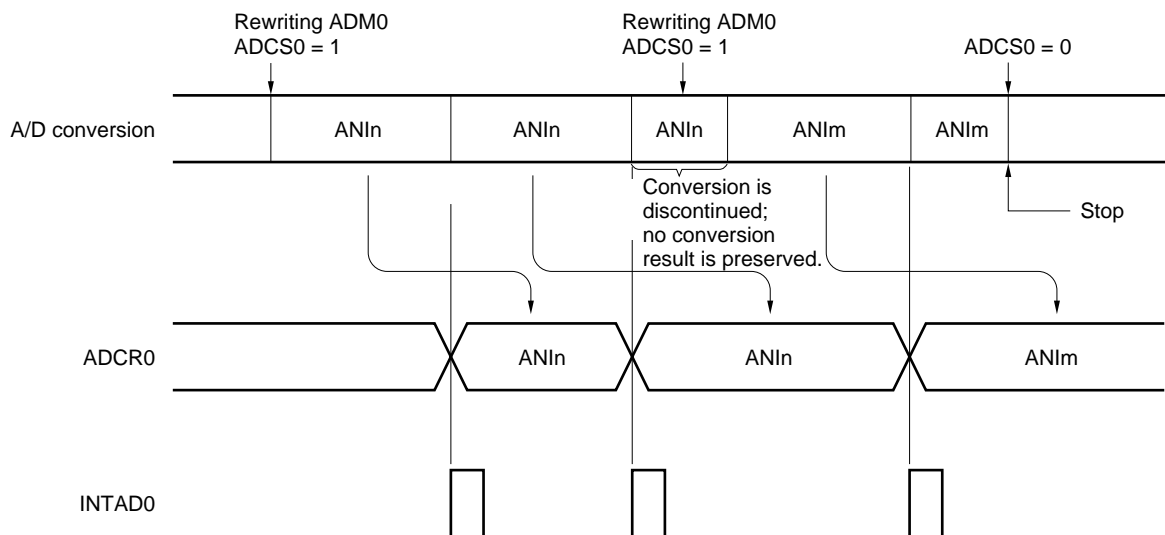 Rewriting ADM0
ADCS0 = 1
Rewriting ADM0
ADCS0 = 1
ADCS0 = 0
A/D conversion
ANIn
ANIn
ANIn
ANIm
ANIm
Conversion is
discontinued;
no conversion
result is preserved.
Stop
ADCR0
ANIn
ANIn
ANIm
INTAD0